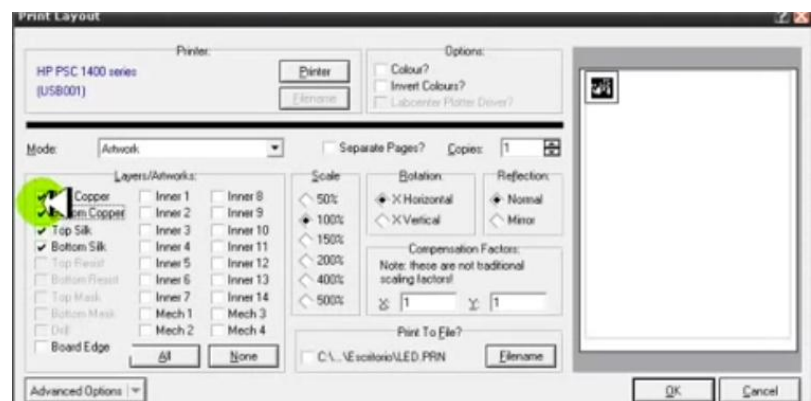 Print Layout
Printer:
HP PSC 1400 series
(USB001)
Printer
Filename
Options:
Colour?
Invert Colours?
Labcenter Plotter Driver?
Mode:
Artwork
Separate Pages?
Copies:
1
Layers/Artworks:
Copper
Bottom Copper
Top Silk
Bottom Silk
Top Resist
Bottom Resist
Top Mask
Bottom Mask
Drill
Board Edge
Inner 1
Inner 2
Inner 3
Inner 4
Inner 5
Inner 6
Inner 7
Mech 1
Mech 2
Inner 8
Inner 9
Inner 10
Inner 11
Inner 12
Inner 13
Inner 14
Mech 3
Mech 4
All
None
Scale
50%
100%
150%
200%
400%
500%
Rotation
X Horizontal
X Vertical
Reflection:
Normal
Mirror
Compensation Factors:
Note: these are not traditional
scaling factors!
X: 1
Y: 1
Print To File?
C:\...\Escritorio\LED.PRN
Filename
Advanced Options
OK
Cancel